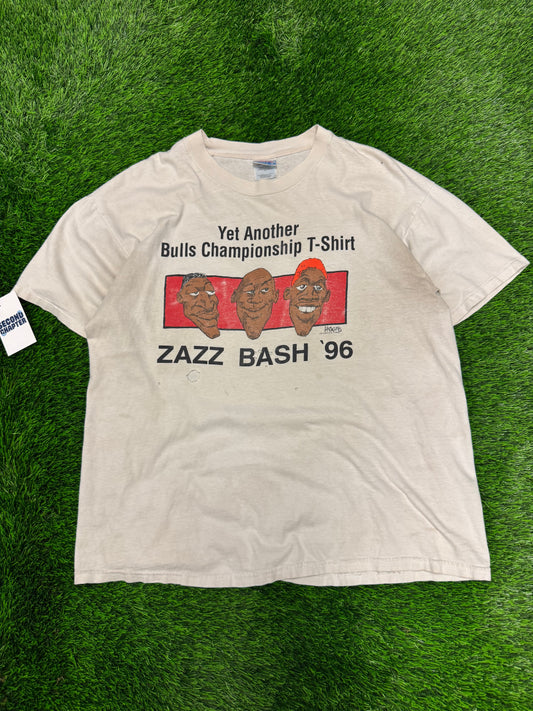 Yet Another
Bulls Championship T-Shirt
ZAZZ BASH '96
SECOND
CHAPTER